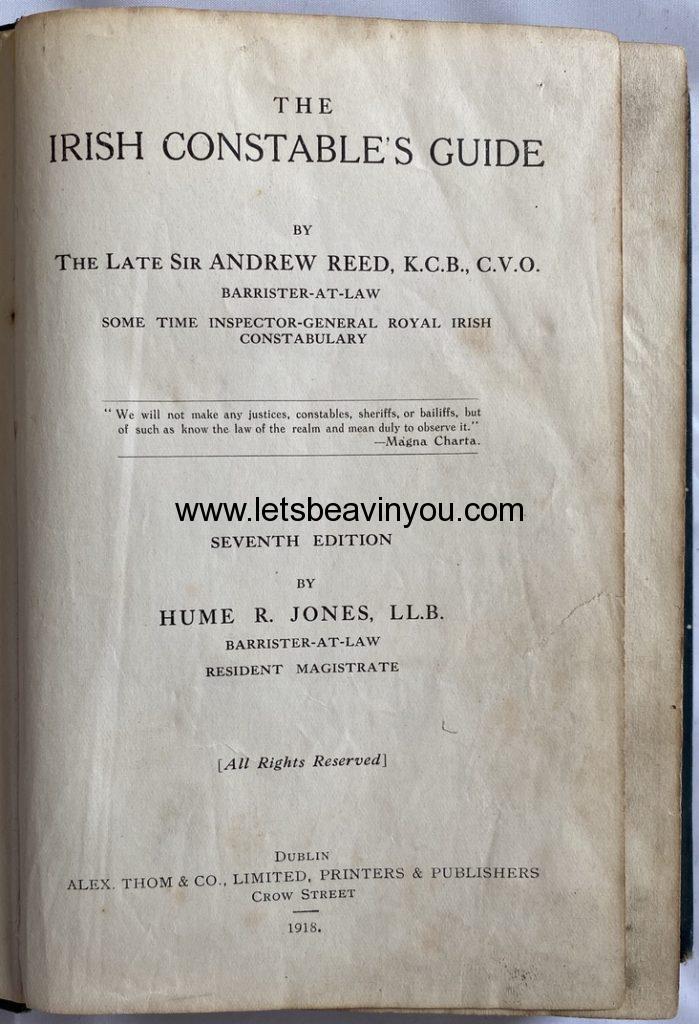 THE
IRISH CONSTABLE'S GUIDE
BY
THE LATE SIR ANDREW REED, K.C.B., C.V.O.
BARRISTER-AT-LAW
SOME TIME INSPECTOR-GENERAL ROYAL IRISH
CONSTABULARY
"We will not make any justices, constables, sheriffs, or bailiffs, but
of such as know the law of the realm and mean duly to observe it."
—Magna Charta.
www.letsbeavinyou.com
SEVENTH EDITION
BY
HUME R. JONES, LL.B.
BARRISTER-AT-LAW
RESIDENT MAGISTRATE
[All Rights Reserved]
DUBLIN
ALEX. THOM & CO., LIMITED, PRINTERS & PUBLISHERS
CROW STREET
1918.